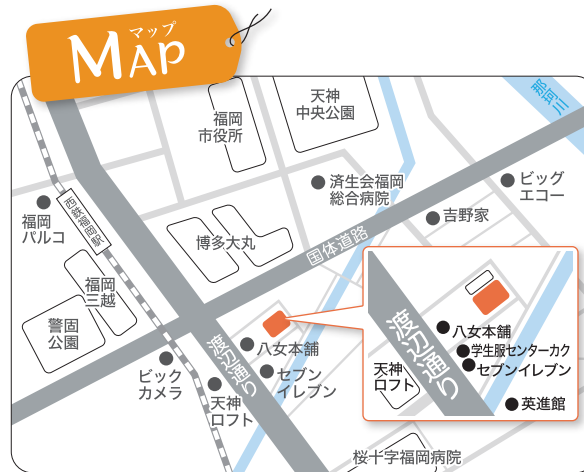 マップ
MAP
那珂川
天神
中央公園
福岡
市役所
済生会福岡
総合病院
ビッグ
エコー
吉野家
福岡
パルコ
西鉄福岡駅
博多大丸
国体道路
福岡
三越
警固
公園
渡辺通り
八女本舗
セブン
イレブン
ビック
カメラ
天神
ロフト
桜十字福岡病院
渡辺通り
八女本舗
学生服センターカク
セブンイレブン
天神
ロフト
英進館